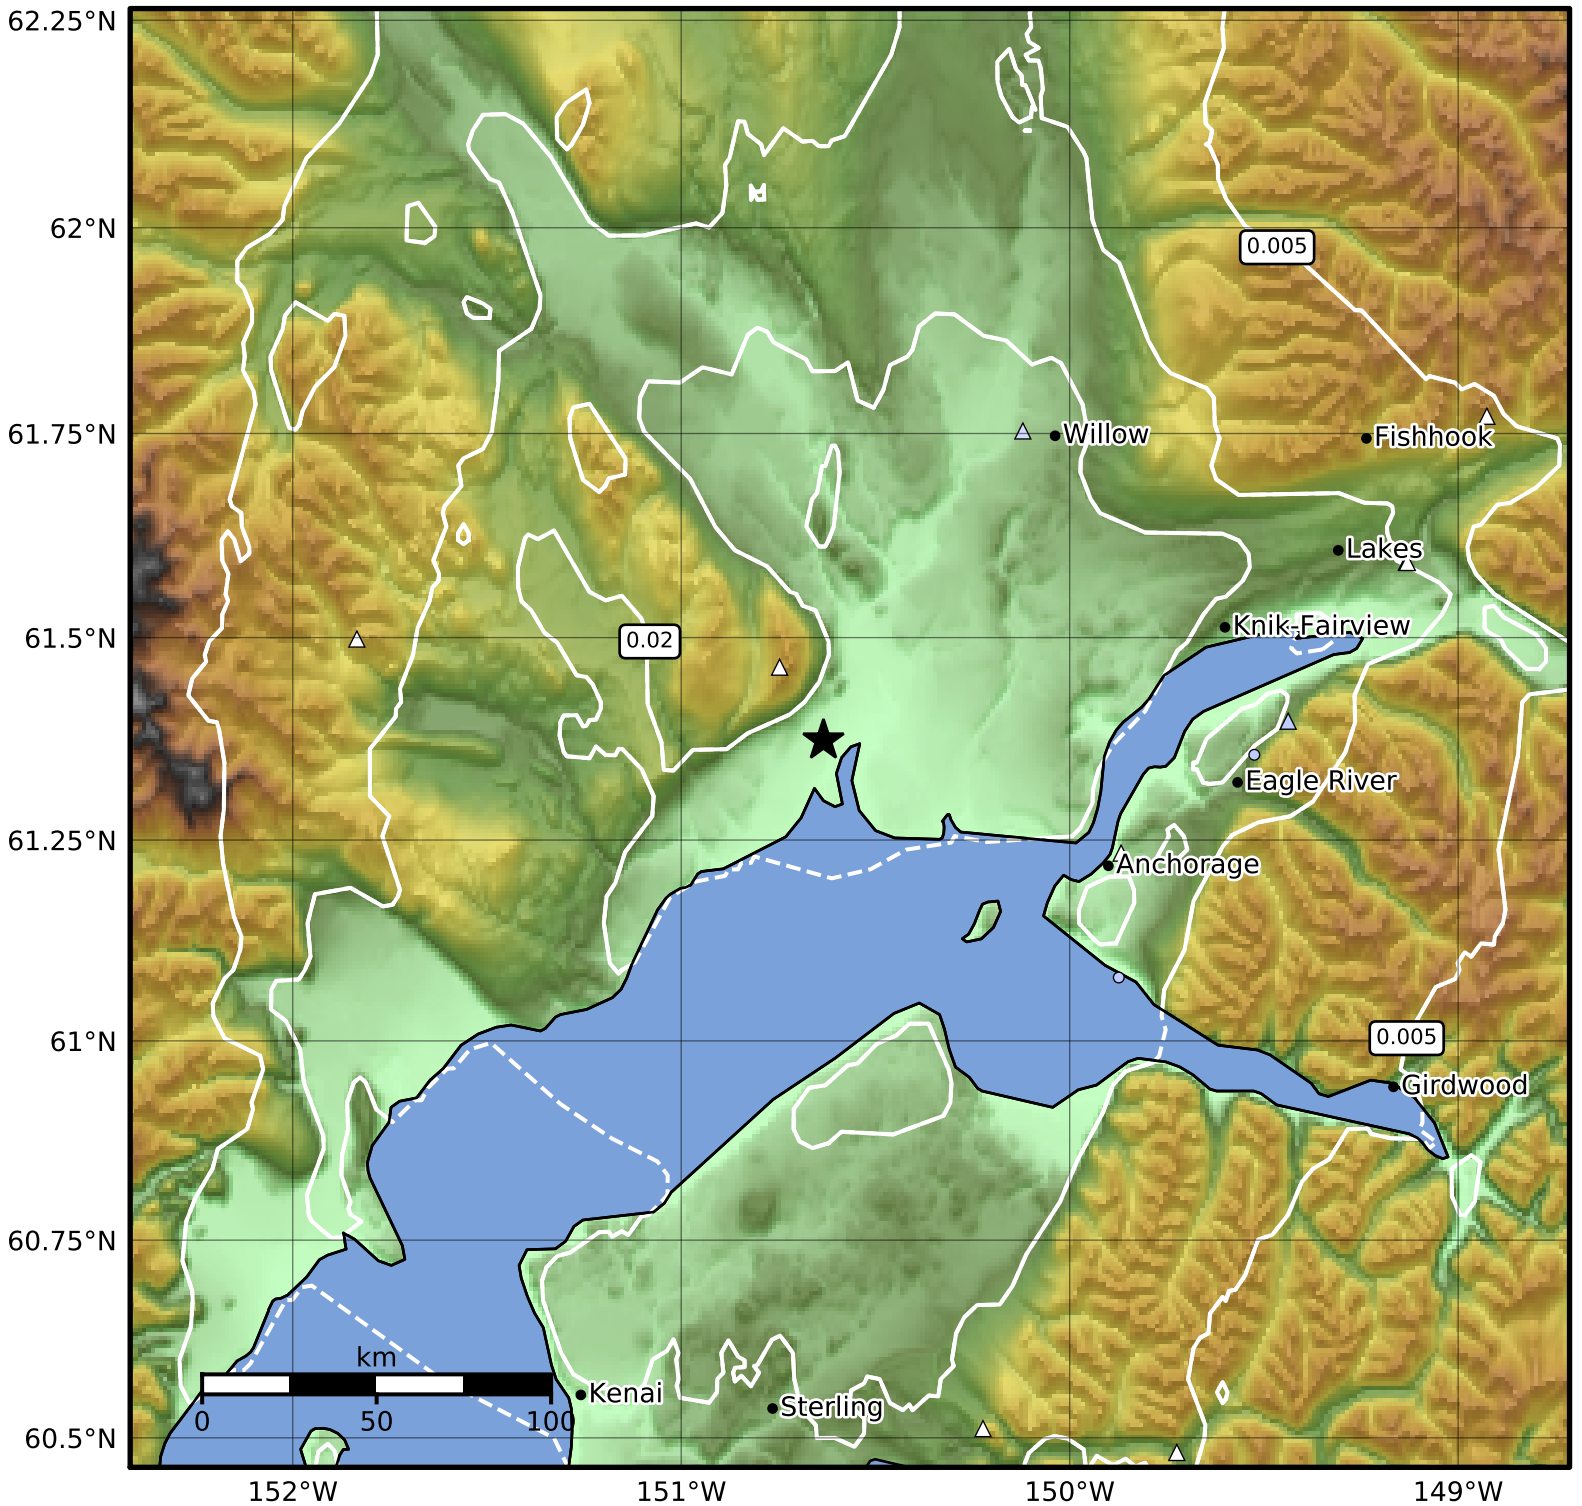 62.25°N
62°N
0.005
61.75°N
Willow
Fishhook
Lakes
61.5°N
0.02
Knik-Fairview
Eagle River
61.25°N
Anchorage
61°N
0.005
Girdwood
60.75°N
km
0 50 100
Kenai
Sterling
60.5°N
152°W 151°W 150°W 149°W